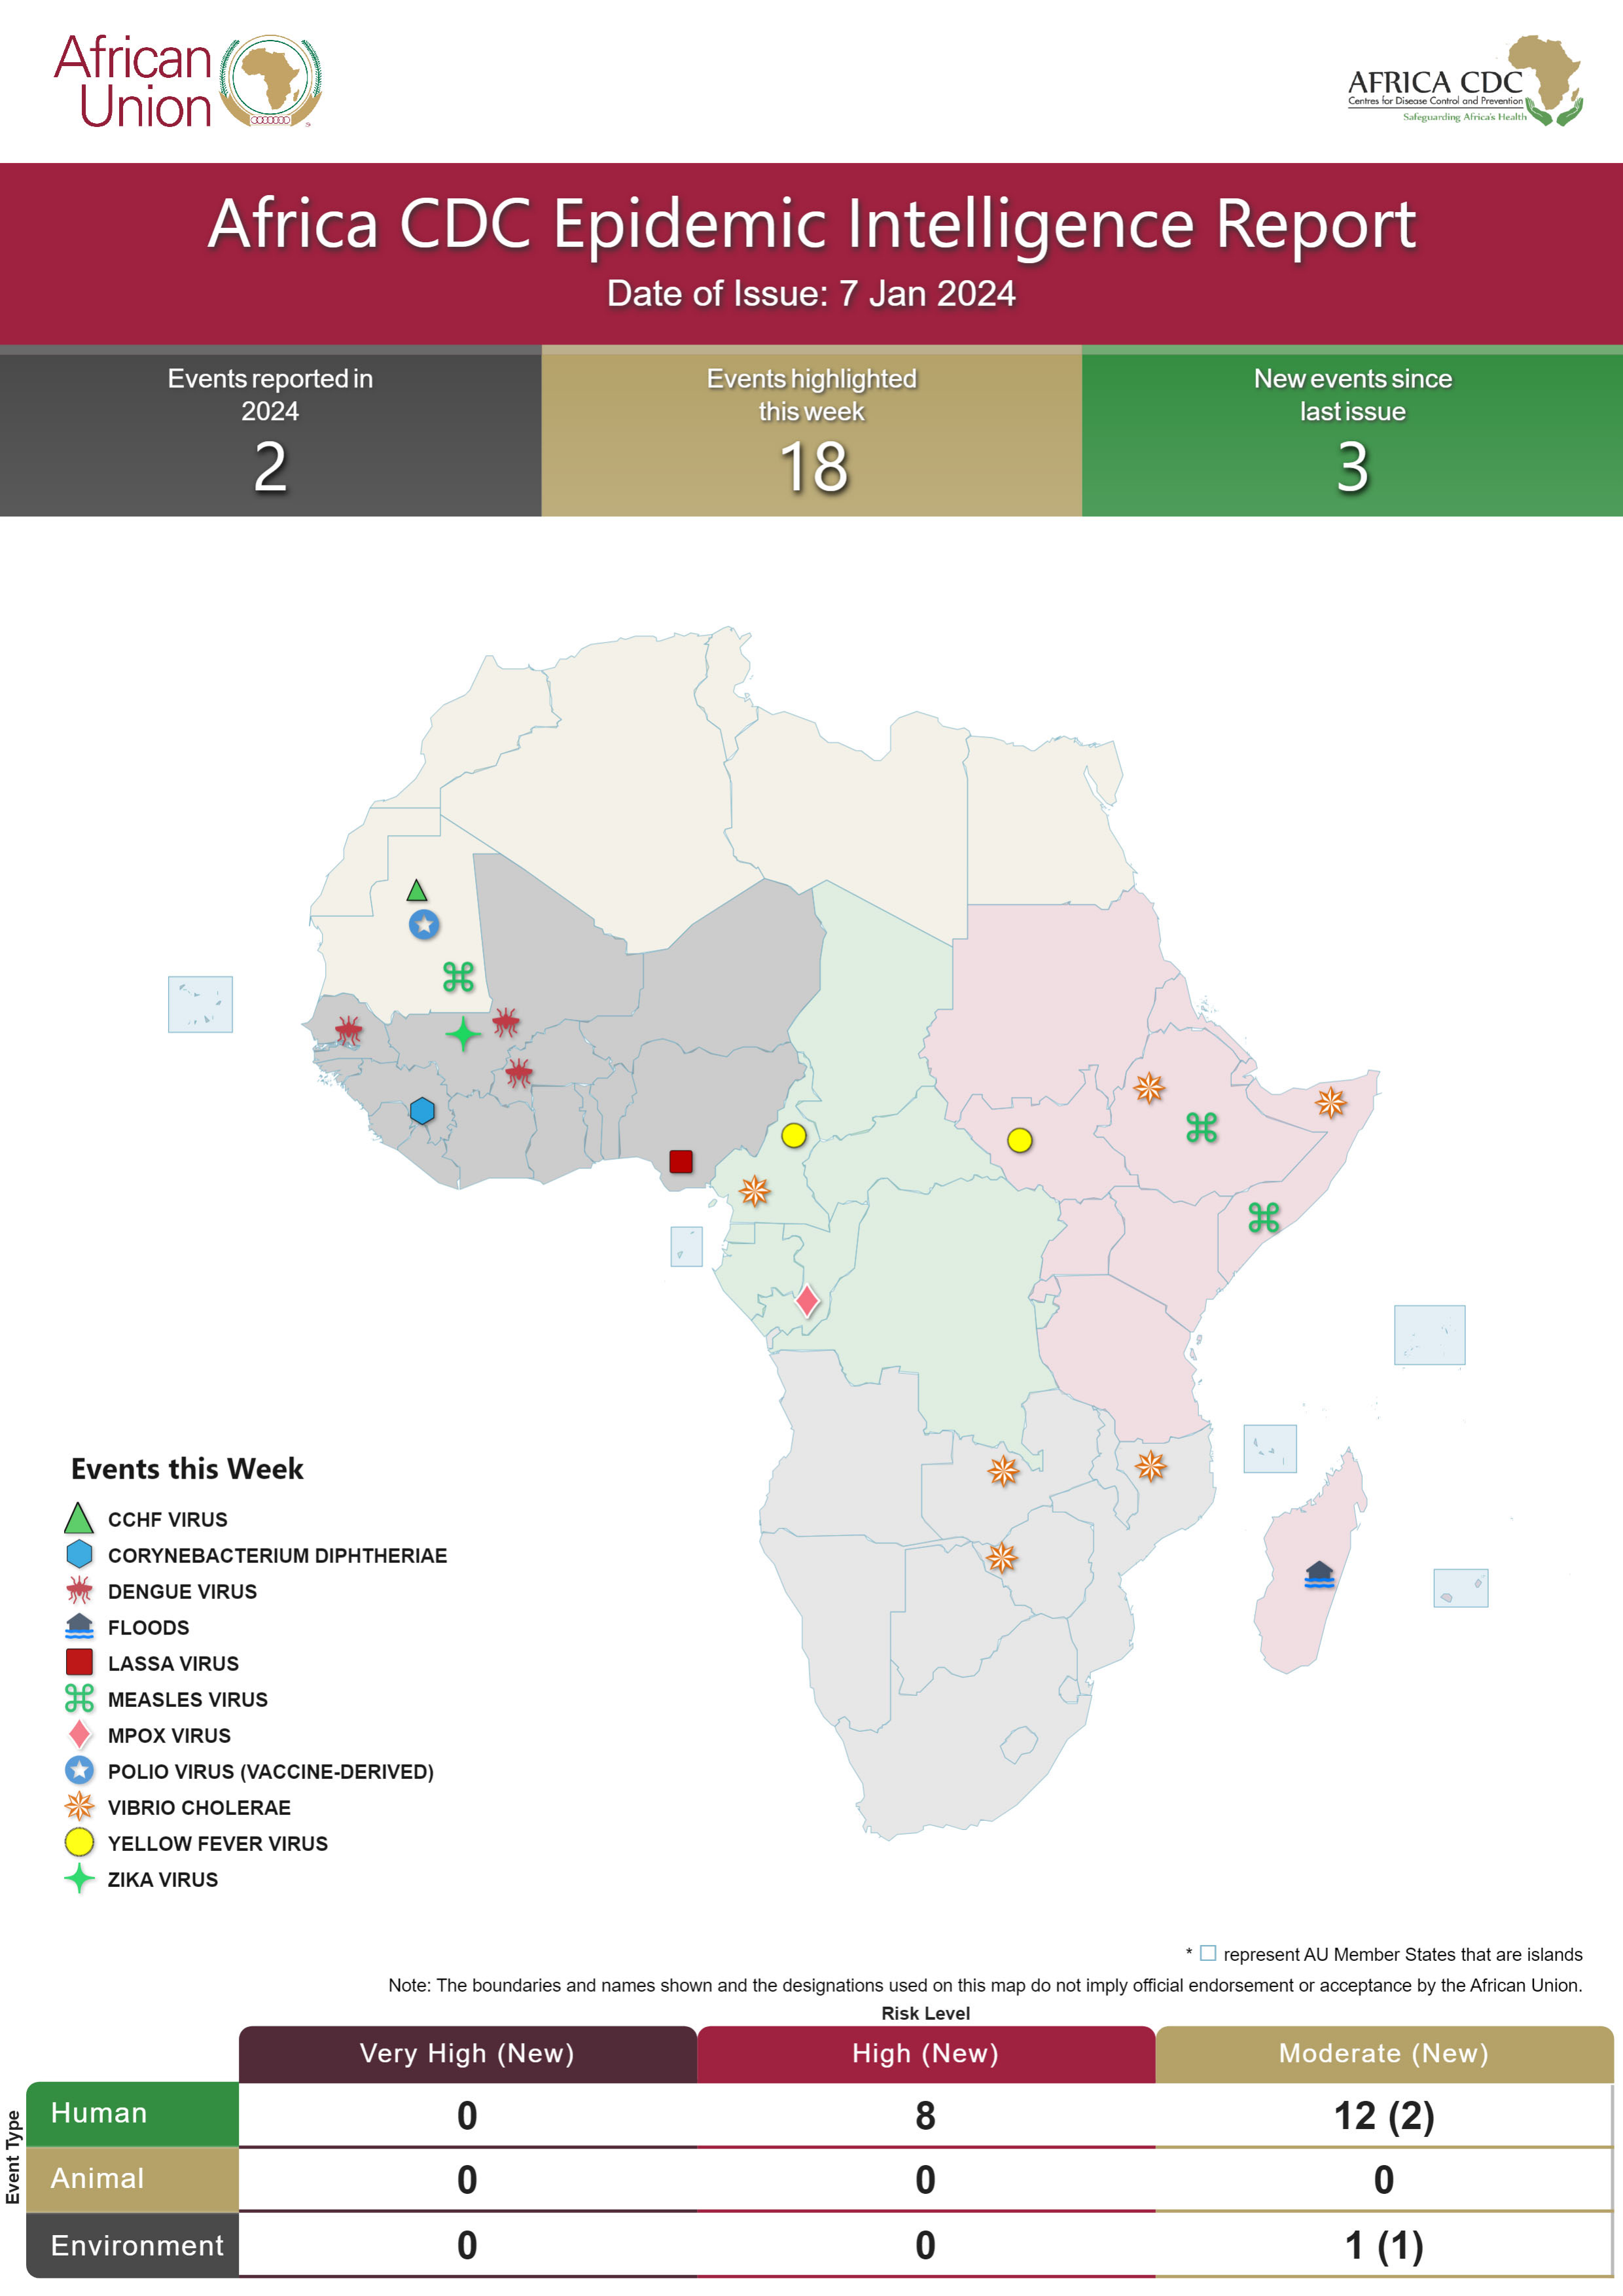 African
Union
AFRICA CDC
Centres for Disease Control and Prevention
Safeguarding Africa's Health
Africa CDC Epidemic Intelligence Report
Date of Issue: 7 Jan 2024
Events reported in
2024
2
Events highlighted
this week
18
New events since
last issue
3
Events this Week
CCHF VIRUS
CORYNEBACTERIUM DIPHTHERIAE
DENGUE VIRUS
FLOODS
LASSA VIRUS
MEASLES VIRUS
MPOX VIRUS
POLIO VIRUS (VACCINE-DERIVED)
VIBRIO CHOLERAE
YELLOW FEVER VIRUS
ZIKA VIRUS
* represent AU Member States that are islands
Note: The boundaries and names shown and the designations used on this map do not imply official endorsement or acceptance by the African Union.
Risk Level
Very High (New) High (New) Moderate (New)
Event Type
Human 0 8 12 (2)
Animal 0 0 0
Environment 0 0 1 (1)